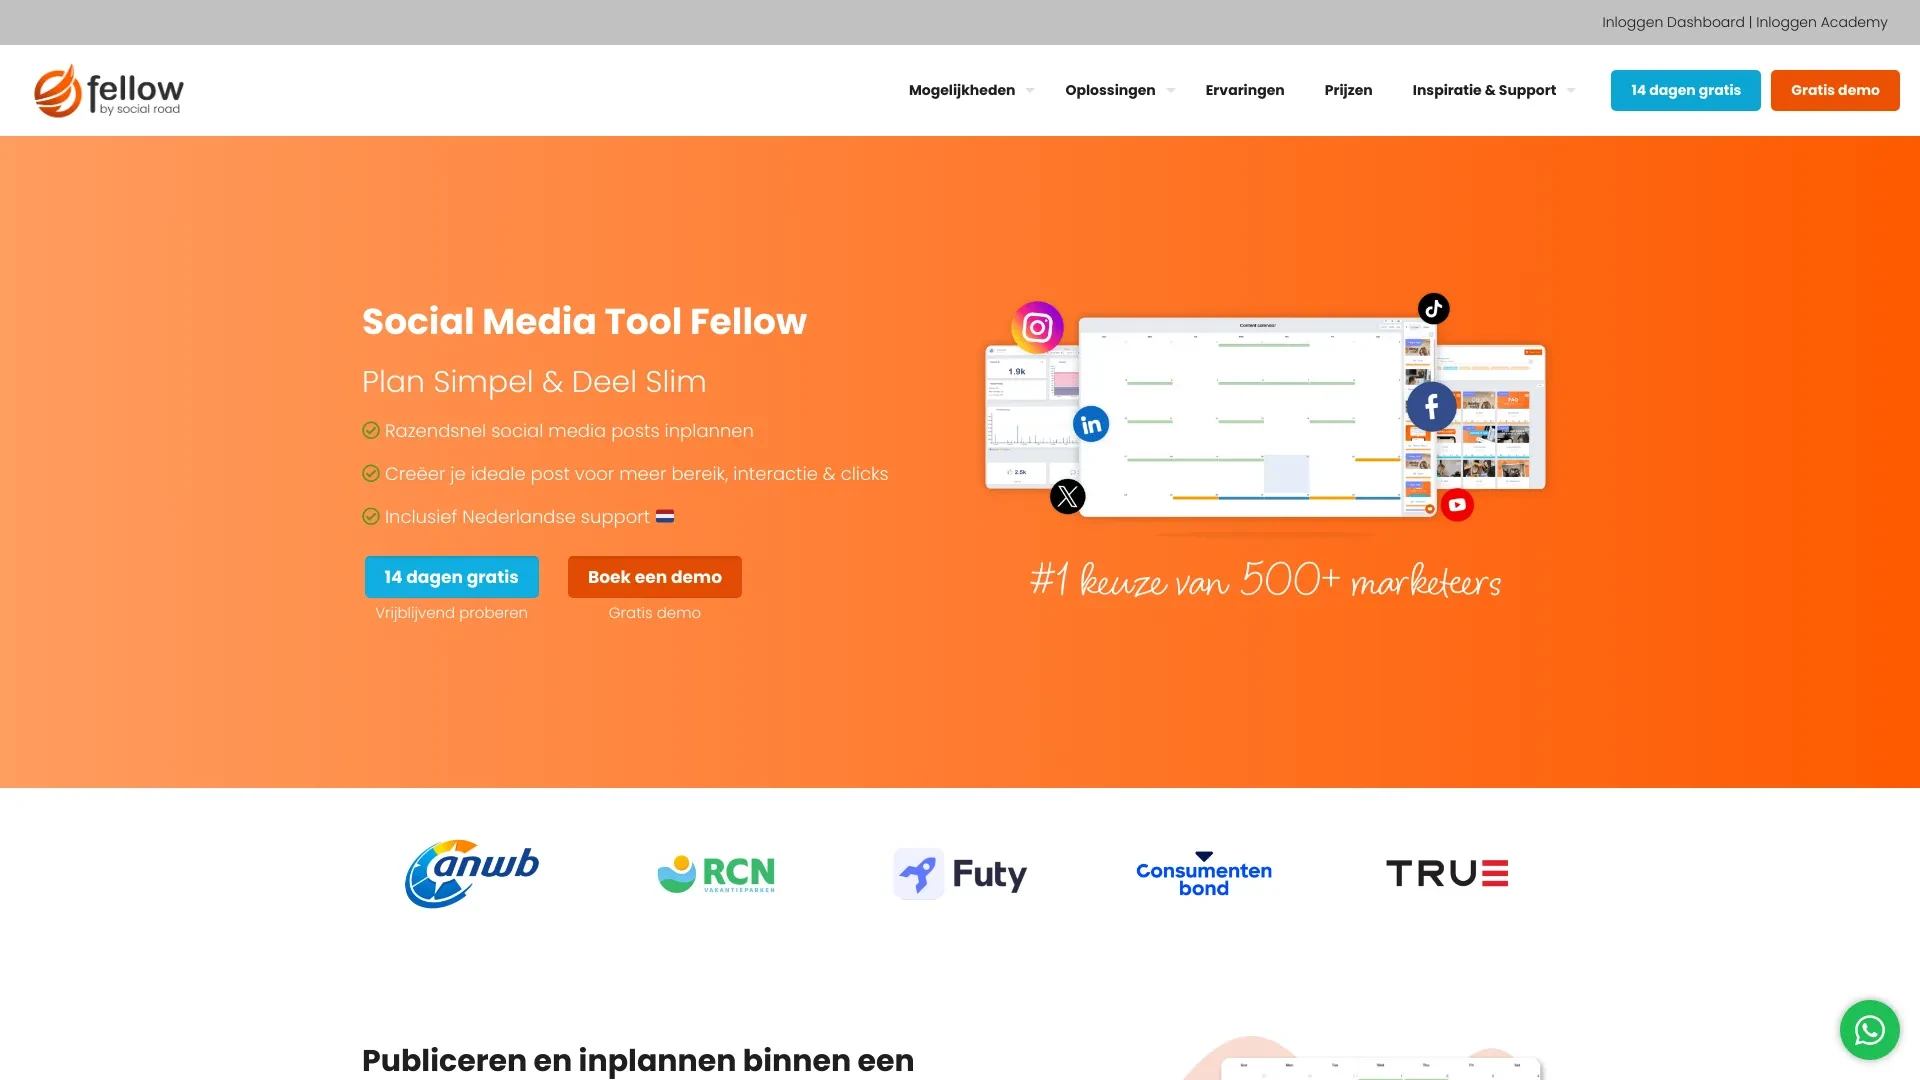 Inloggen Dashboard | Inloggen Academy
fellow
by social road
Mogelijkheden
Oplossingen
Ervaringen
Prijzen
Inspiratie & Support
14 dagen gratis
Gratis demo
Social Media Tool Fellow
Plan Simpel & Deel Slim
Razendsnel social media posts inplannen
Creëer je ideale post voor meer bereik, interactie & clicks
Inclusief Nederlandse support
14 dagen gratis
Boek een demo
Vrijblijvend proberen
Gratis demo
Content calendar
1.9k
2.5k
FAQ
#1 keuze van 500+ marketeers
anwb
RCN
VAKANTIEPARKEN
Futy
Consumenten
bond
TRUE
Publiceren en inplannen binnen een